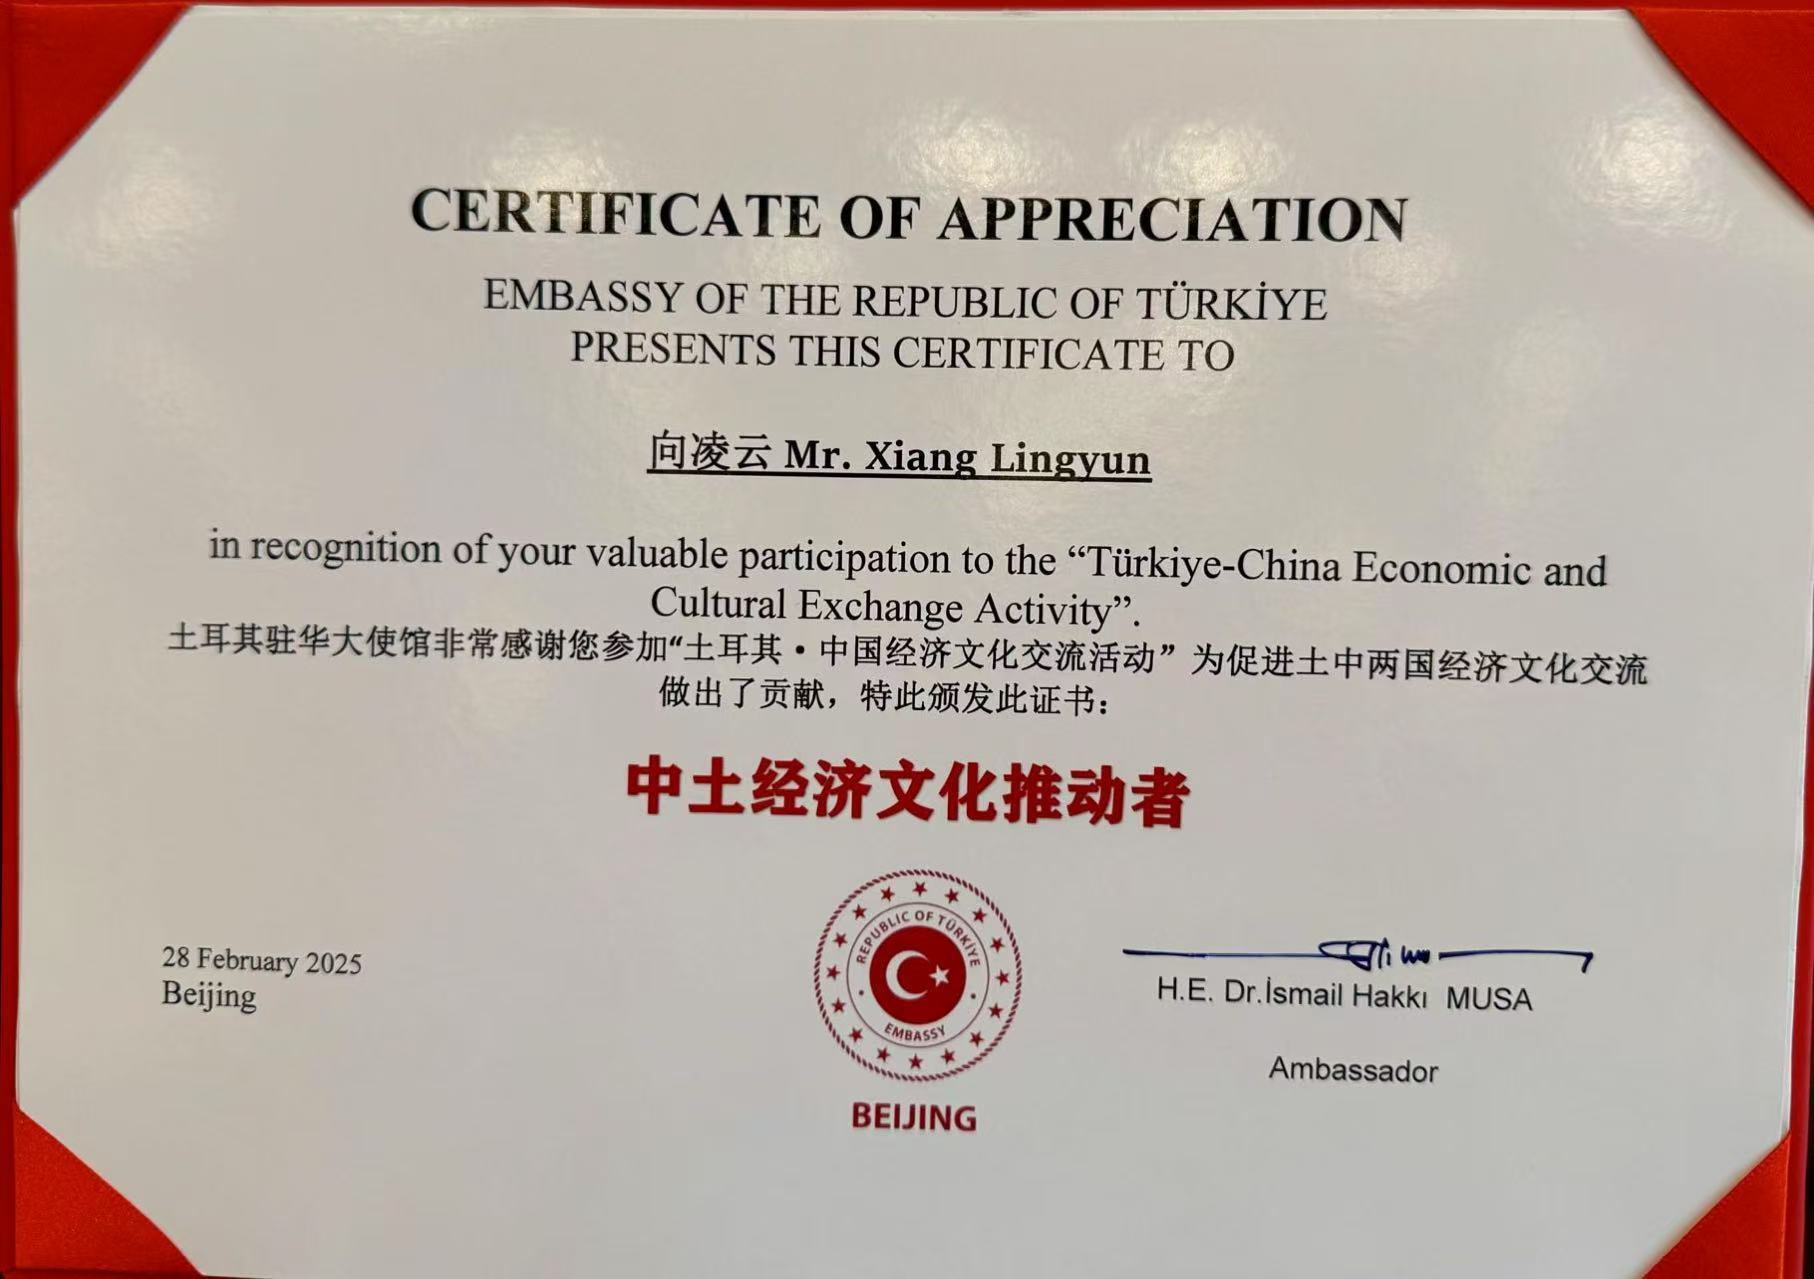 CERTIFICATE OF APPRECIATION
EMBASSY OF THE REPUBLIC OF TÜRKİYE
PRESENTS THIS CERTIFICATE TO
向凌云 Mr. Xiang Lingyun
in recognition of your valuable participation to the “Türkiye-China Economic and
Cultural Exchange Activity”.
土耳其驻华大使馆非常感谢您参加“土耳其·中国经济文化交流活动” 为促进土中两国经济文化交流
做出了贡献，特此颁发此证书：
中土经济文化推动者
28 February 2025
Beijing
REPUBLIC OF TÜRKİYE
EMBASSY
BEIJING
H.E. Dr.İsmail Hakkı MUSA
Ambassador